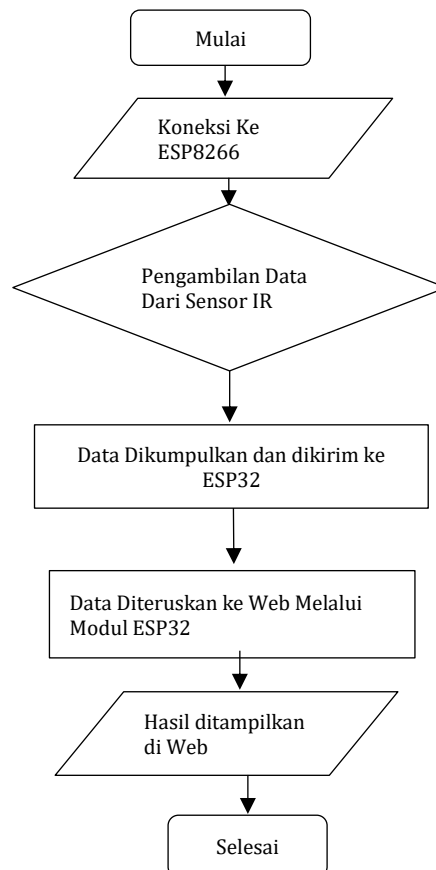 Mulai
Koneksi Ke
ESP8266
Pengambilan Data
Dari Sensor IR
Data Dikumpulkan dan dikirim ke
ESP32
Data Diteruskan ke Web Melalui
Modul ESP32
Hasil ditampilkan
di Web
Selesai